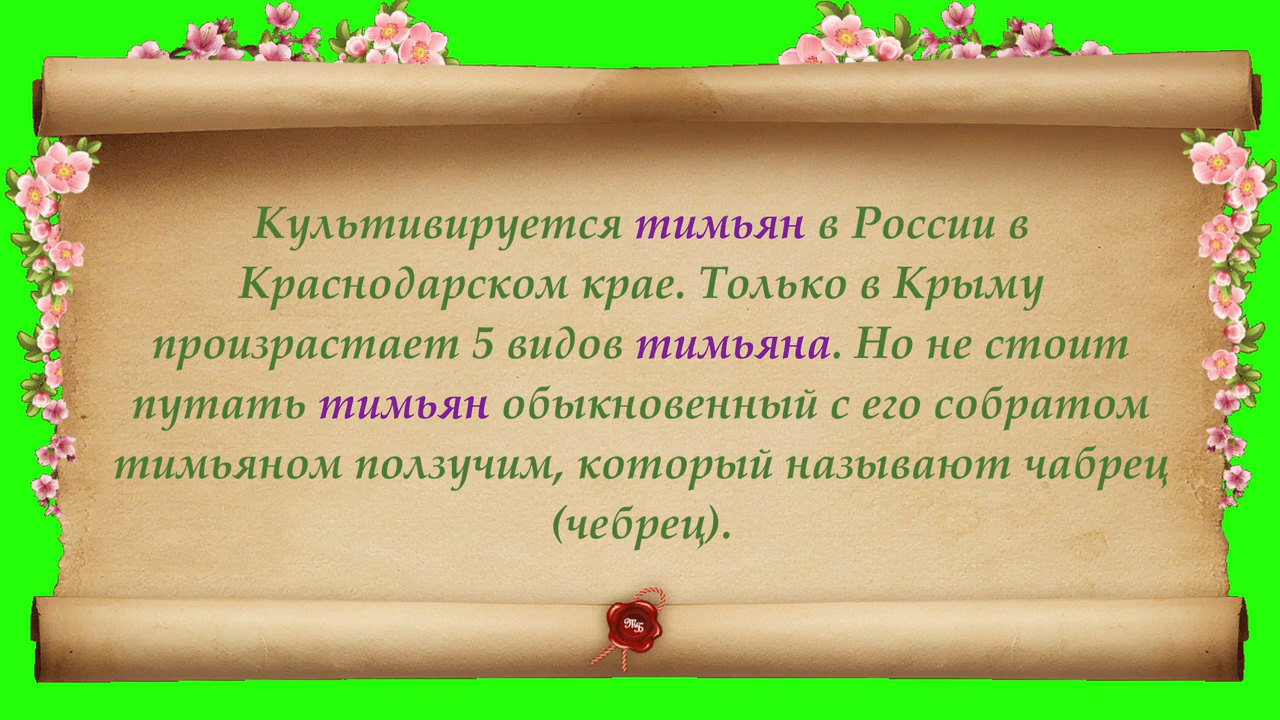 Культивируется тимьян в России в
Краснодарском крае. Только в Крыму
произрастает 5 видов тимьяна. Но не стоит
путать тимьян обыкновенный с его собратом
тимьяном ползучим, который называют чабрец
(чебрец).